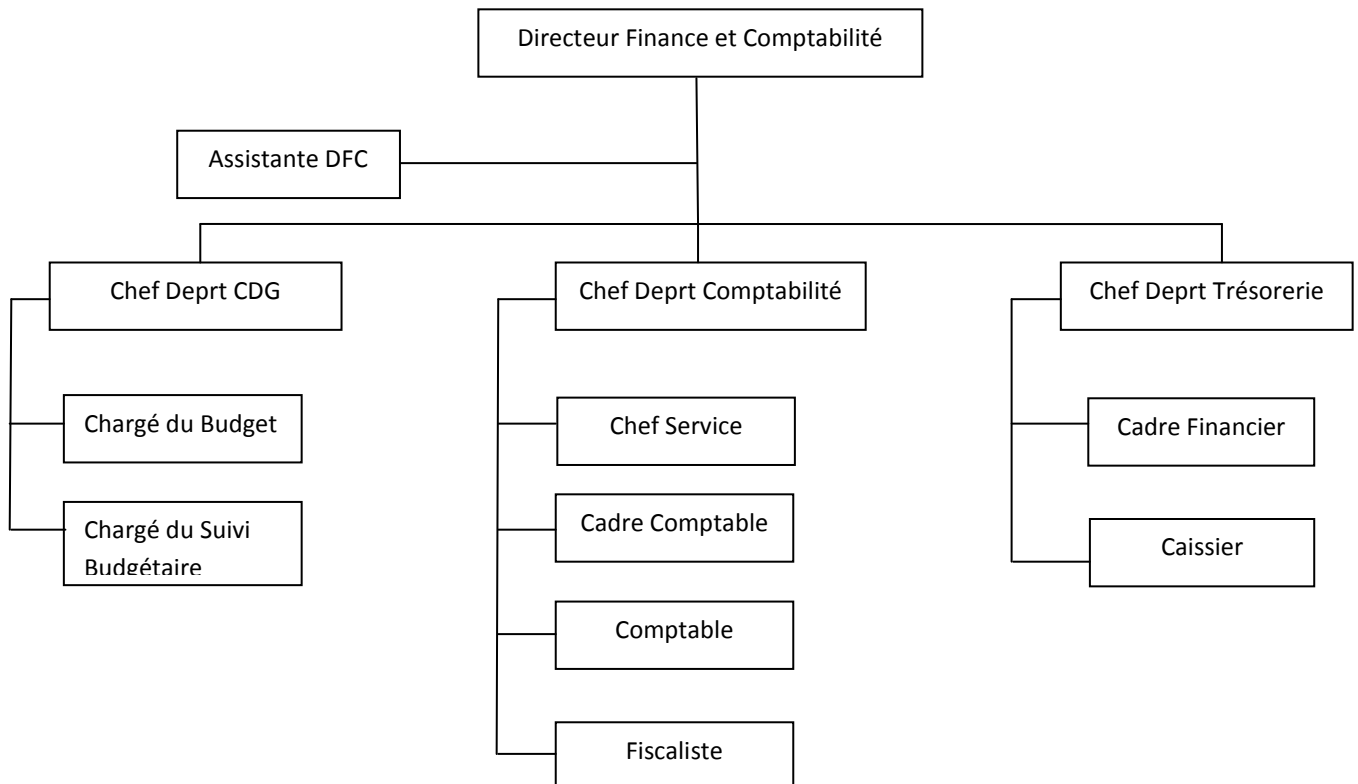 Directeur Finance et Comptabilité
Assistante DFC
Chef Deprt CDG
Chef Deprt Comptabilité
Chef Deprt Trésorerie
Chargé du Budget
Chargé du Suivi
Budgétaire
Chef Service
Cadre Comptable
Comptable
Fiscaliste
Cadre Financier
Caissier